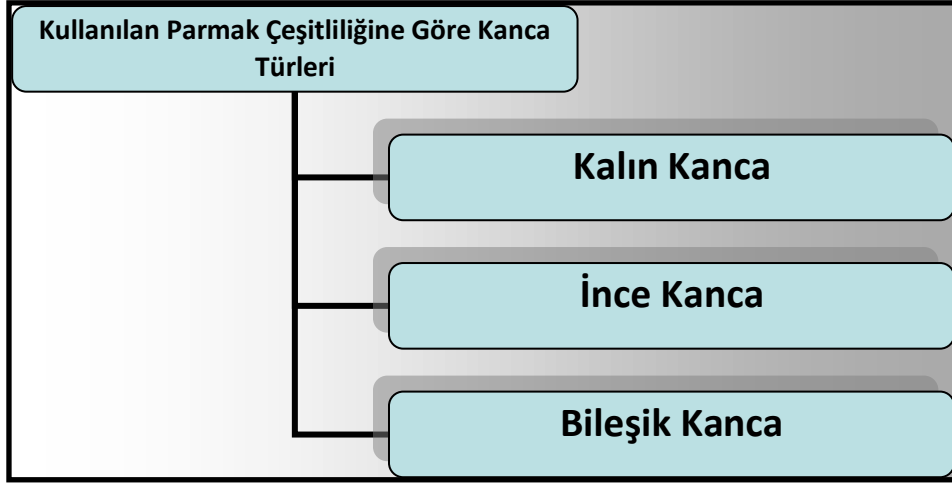 Kullanılan Parmak Çeşitliliğine Göre Kanca
Türleri
Kalın Kanca
İnce Kanca
Bileşik Kanca